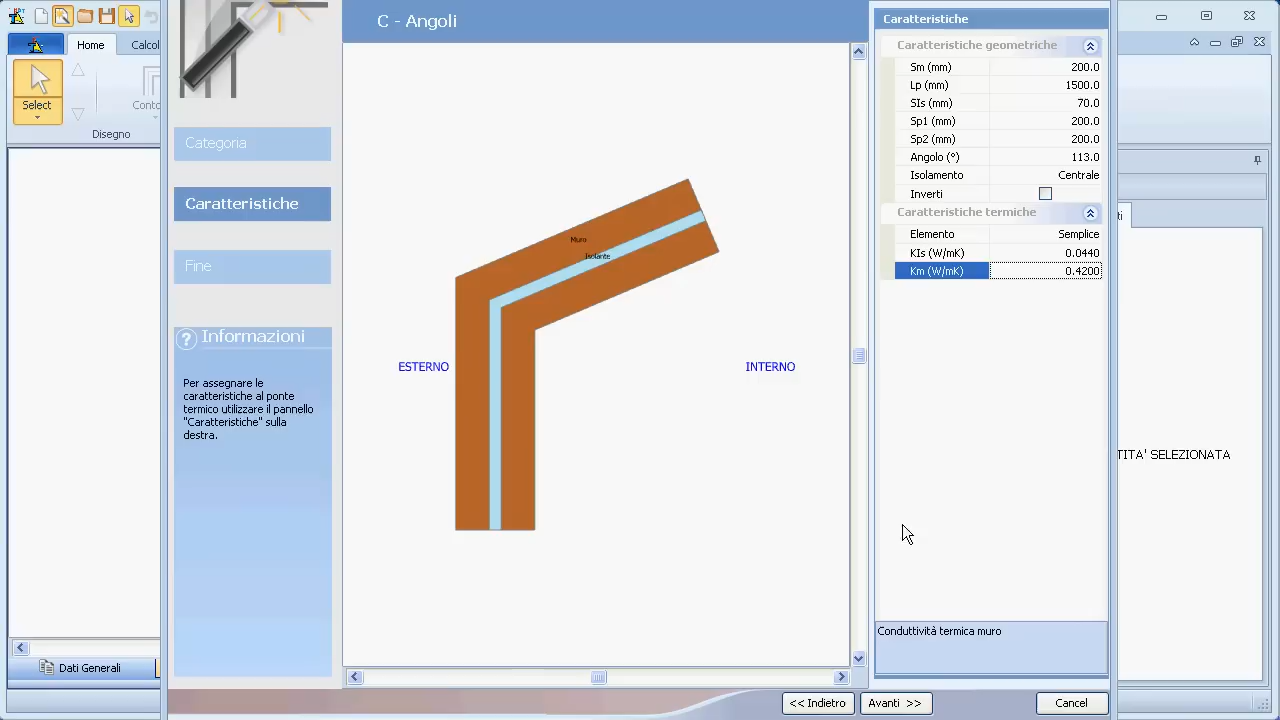 Home
Calcol
Select
Conto
Disegno
Dati Generali
Categoria
Caratteristiche
Fine
Informazioni
Per assegnare le
caratteristiche al ponte
termico utilizzare il pannello
"Caratteristiche" sulla
destra.
C - Angoli
Muro
Isolante
ESTERNO
INTERNO
Caratteristiche
Caratteristiche geometriche
Sm (mm) 200.0
Lp (mm) 1500.0
SIs (mm) 70.0
Sp1 (mm) 200.0
Sp2 (mm) 200.0
Angolo (°) 113.0
Isolamento Centrale
Inverti
Caratteristiche termiche
Elemento Semplice
KIs (W/mK) 0.0440
Km (W/mK) 0.4200
Conduttività termica muro
TITA' SELEZIONATA
<< Indietro
Avanti >>
Cancel